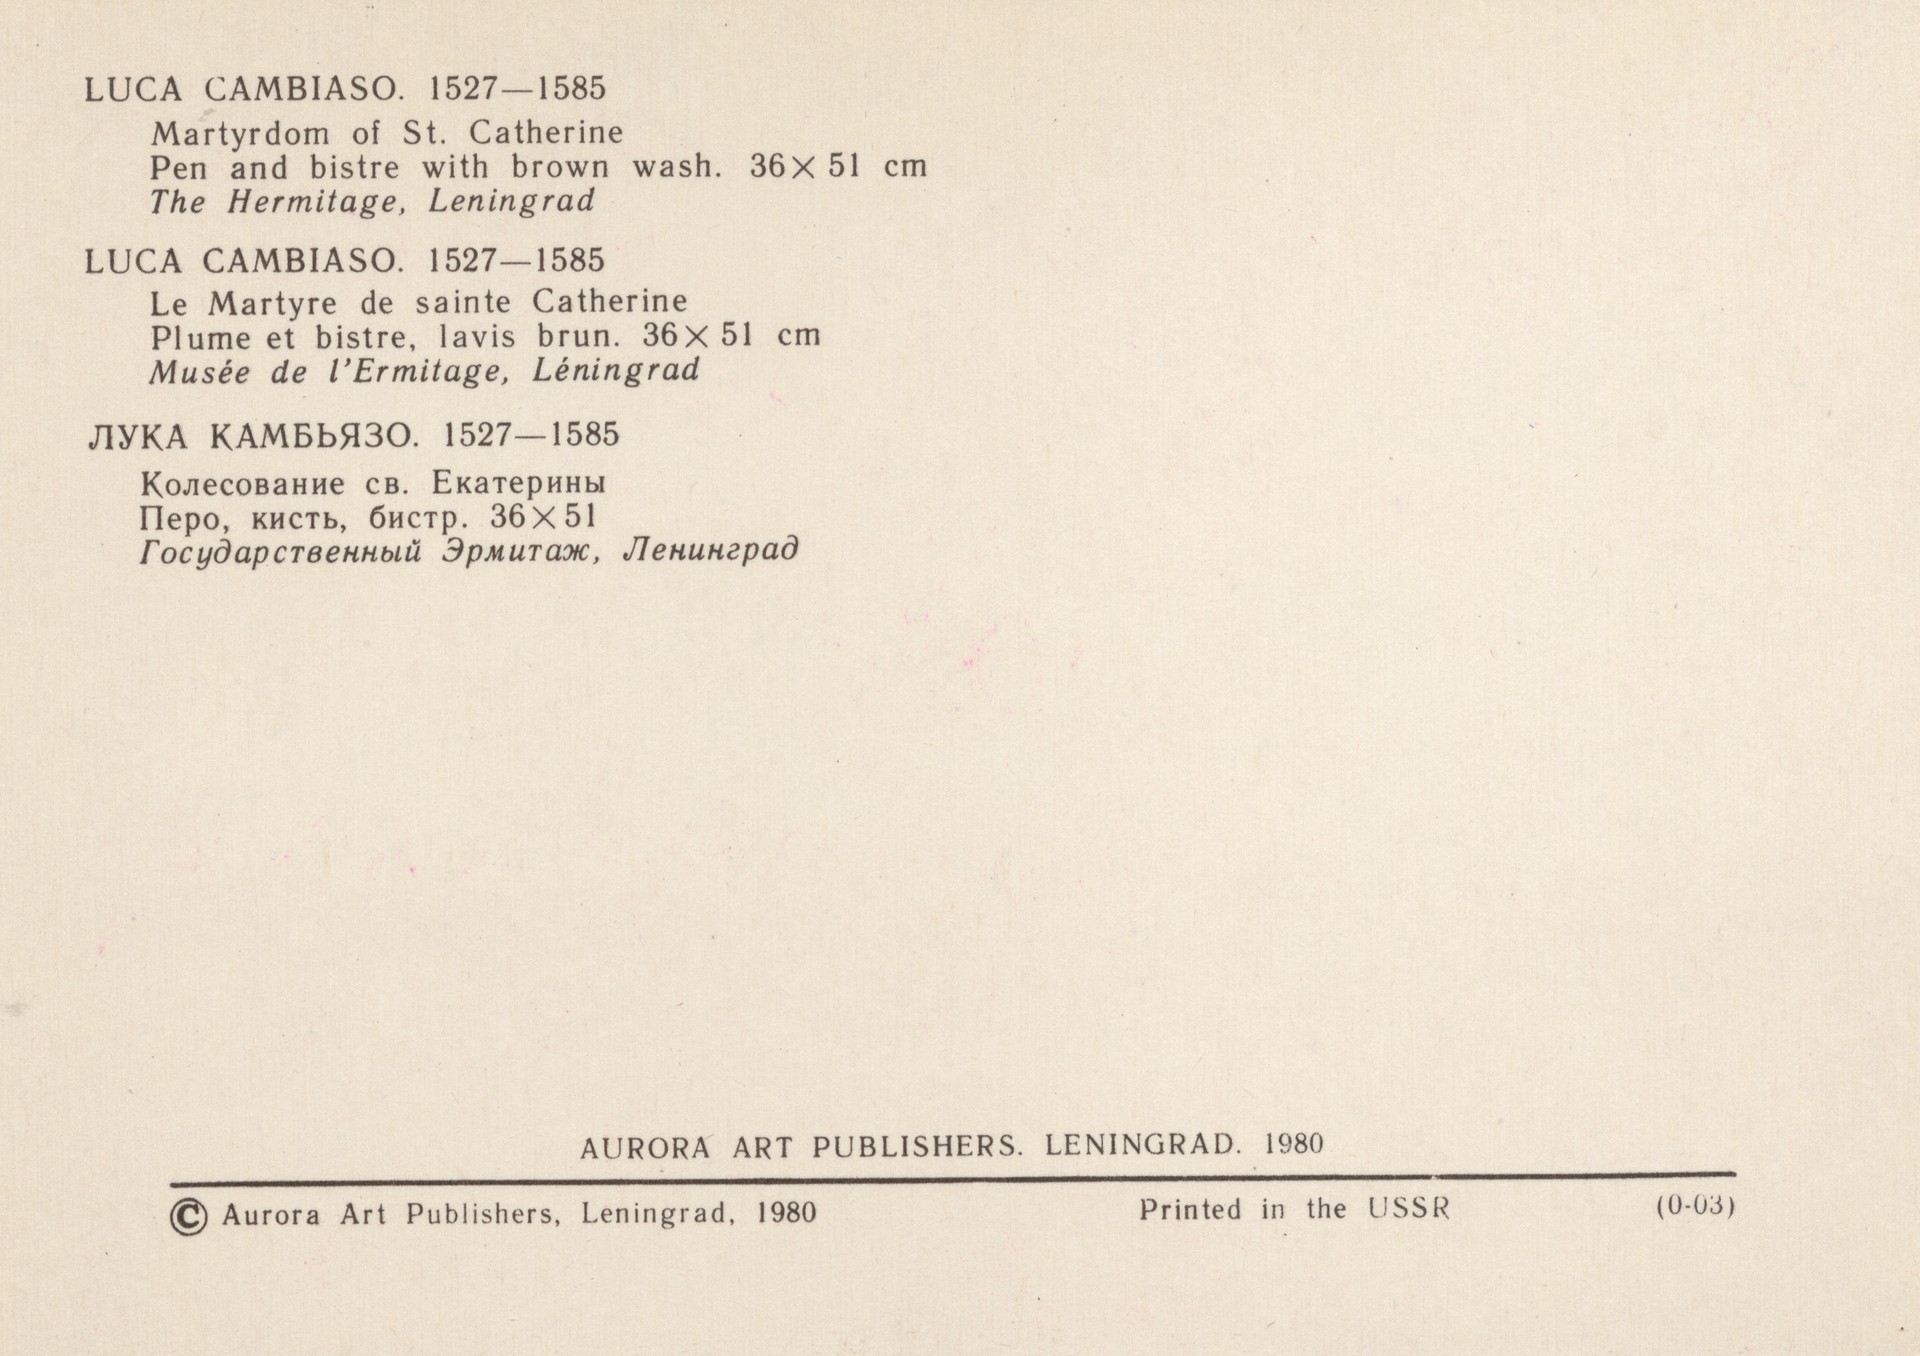 LUCA CAMBIASO. 1527—1585
Martyrdom of St. Catherine
Pen and bistre with brown wash. 36×51 cm
The Hermitage, Leningrad
LUCA CAMBIASO. 1527—1585
Le Martyre de sainte Catherine
Plume et bistre, lavis brun. 36×51 cm
Musée de l'Ermitage, Léningrad
ЛУКА КАМБЬЯЗО. 1527—1585
Колесование св. Екатерины
Перо, кисть, бистр. 36×51
Государственный Эрмитаж, Ленинград
AURORA ART PUBLISHERS. LENINGRAD. 1980
© Aurora Art Publishers, Leningrad, 1980 Printed in the USSR (0-03)